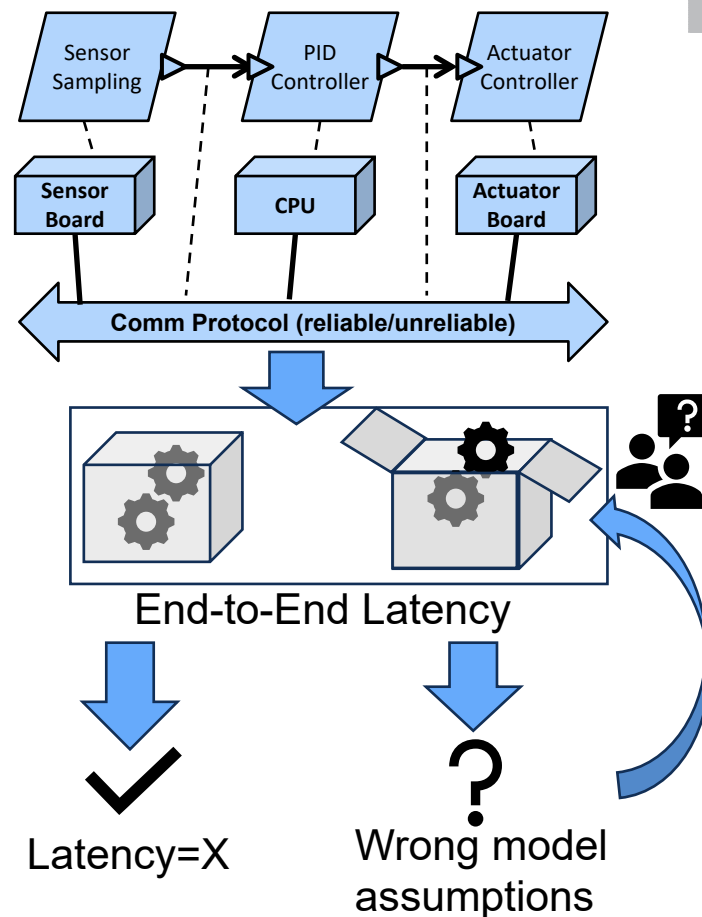 Sensor
Sampling
PID
Controller
Actuator
Controller
Sensor
Board
CPU
Actuator
Board
Comm Protocol (reliable/unreliable)
?
End-to-End Latency
?
Latency=X
Wrong model
assumptions